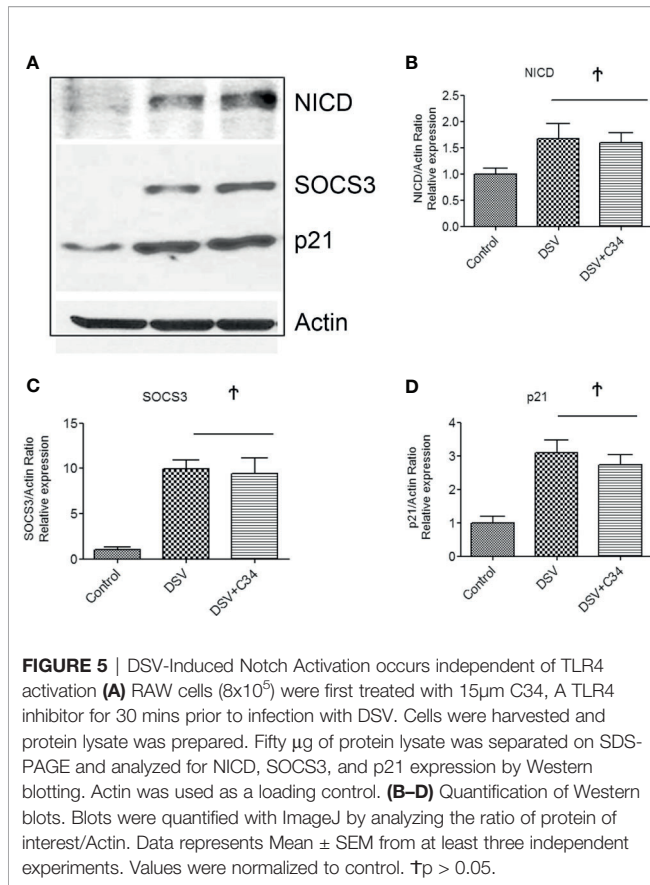 A
NICD
SOCS3
p21
Actin
B
NICD
†
NICD/Actin Ratio
Relative expression
2.5
2.0
1.5
1.0
0.5
0.0
Control
DSV
DSV+C34
C
SOCS3
†
SOCS3/Actin Ratio
Relative expression
15
10
5
0
Control
DSV
DSV+C34
D
p21
†
p21/Actin Ratio
Relative expression
4
3
2
1
0
Control
DSV
DSV+C34
FIGURE 5 | DSV-Induced Notch Activation occurs independent of TLR4
activation (A) RAW cells (8x10⁵) were first treated with 15µm C34, A TLR4
inhibitor for 30 mins prior to infection with DSV. Cells were harvested and
protein lysate was prepared. Fifty µg of protein lysate was separated on SDS-
PAGE and analyzed for NICD, SOCS3, and p21 expression by Western
blotting. Actin was used as a loading control. (B–D) Quantification of Western
blots. Blots were quantified with ImageJ by analyzing the ratio of protein of
interest/Actin. Data represents Mean ± SEM from at least three independent
experiments. Values were normalized to control. †p > 0.05.